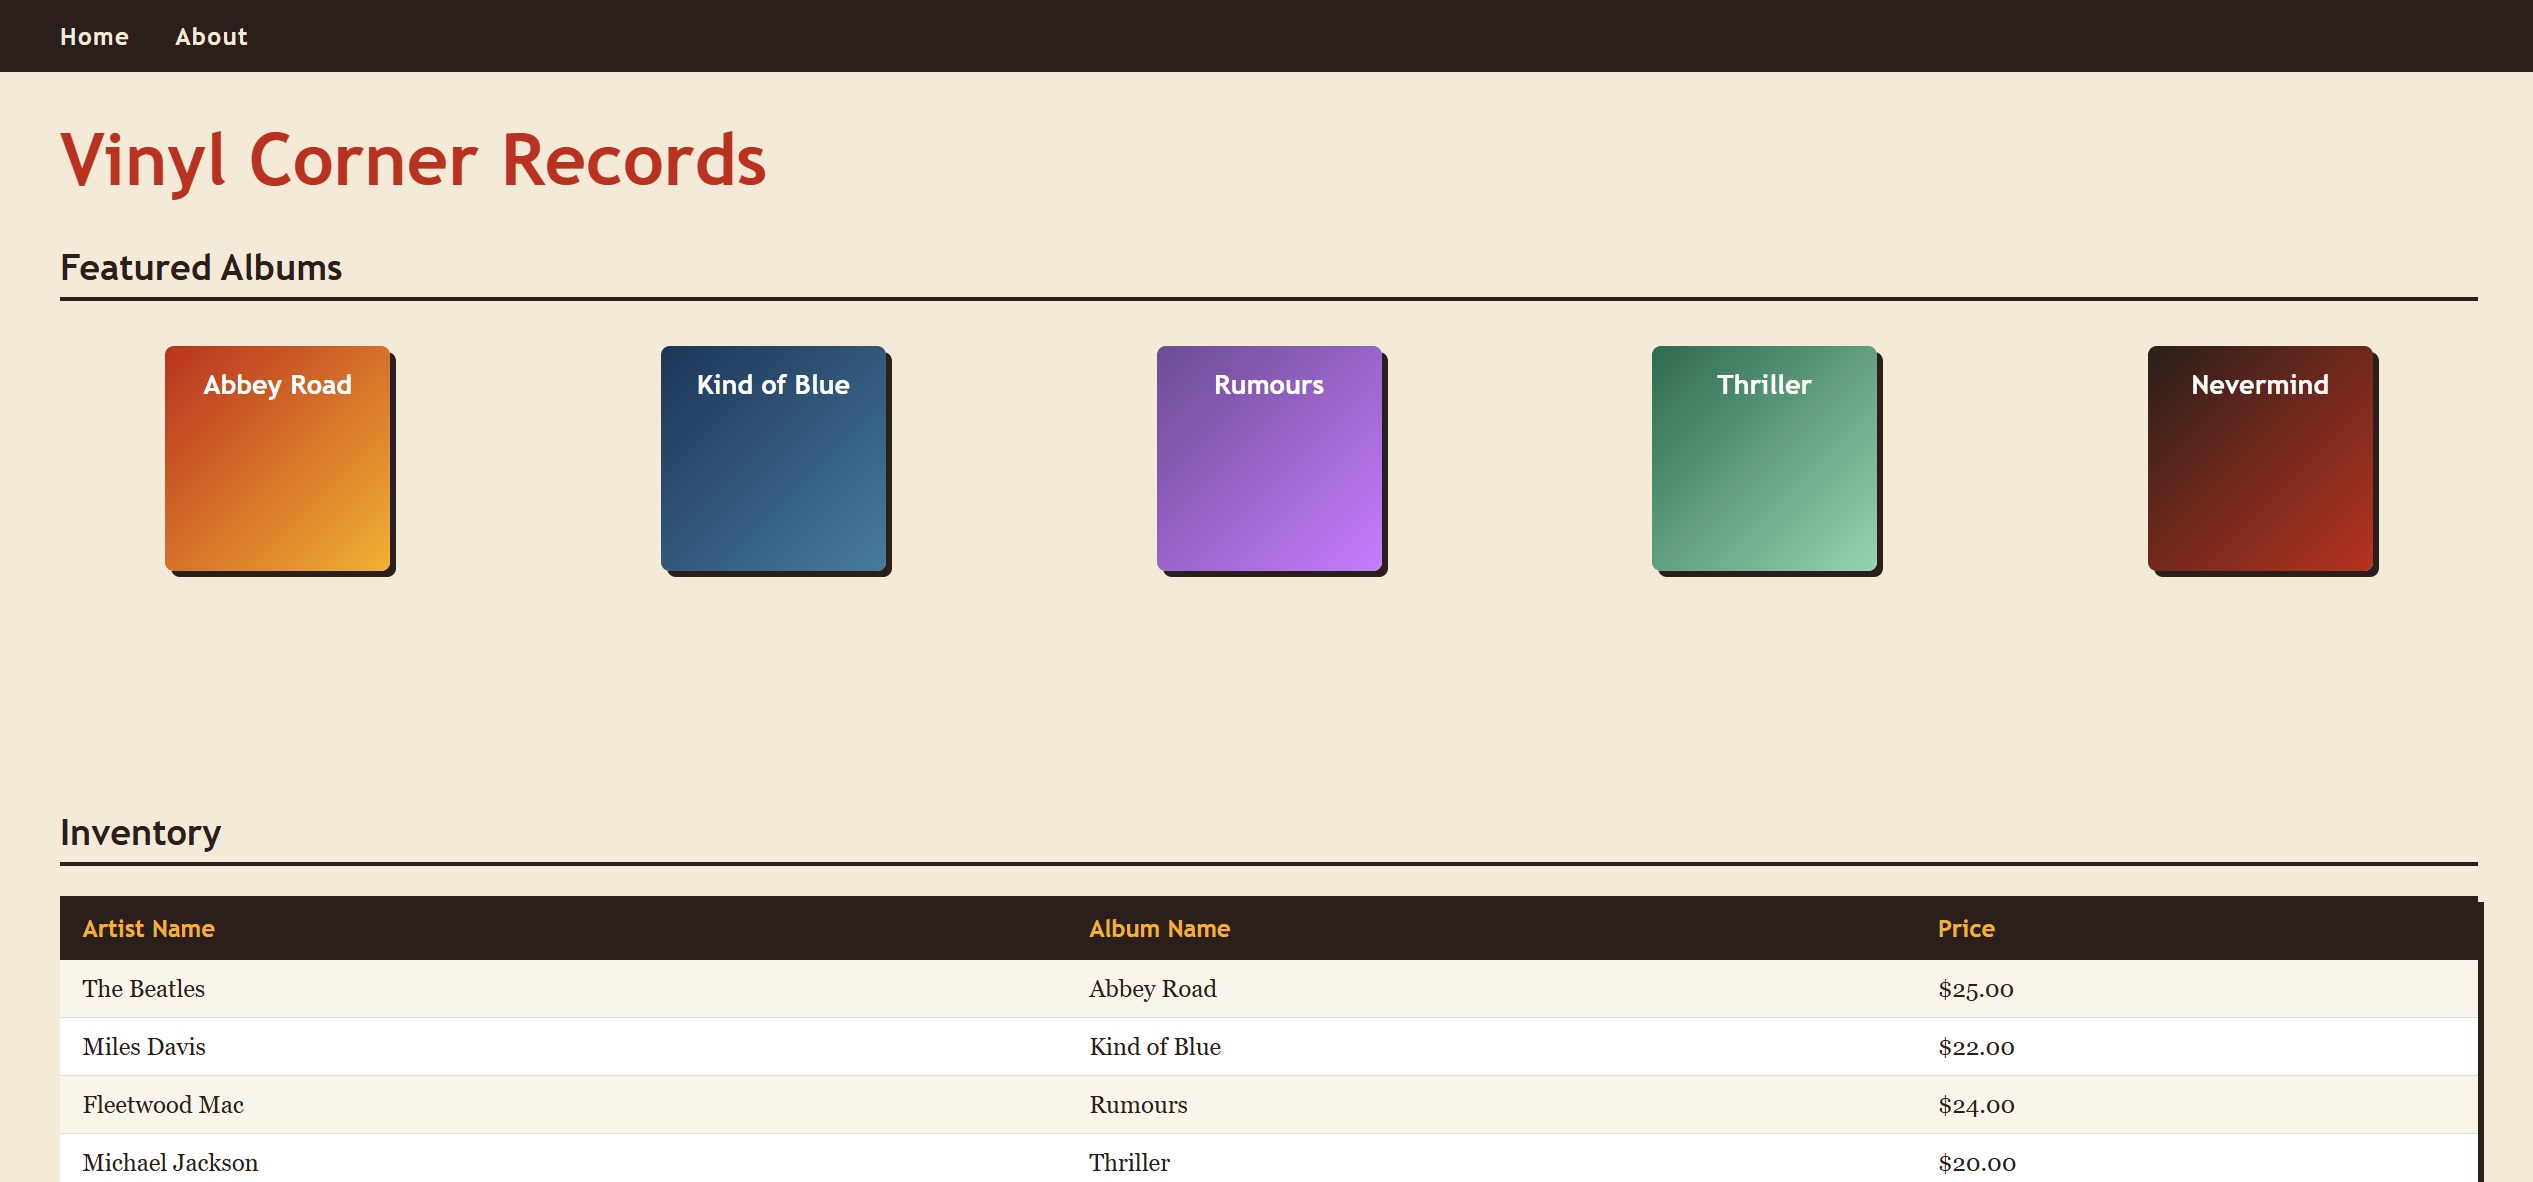 Home About
Vinyl Corner Records
Featured Albums
Abbey Road Kind of Blue Rumours Thriller Nevermind
Inventory
Artist Name Album Name Price
The Beatles Abbey Road $25.00
Miles Davis Kind of Blue $22.00
Fleetwood Mac Rumours $24.00
Michael Jackson Thriller $20.00